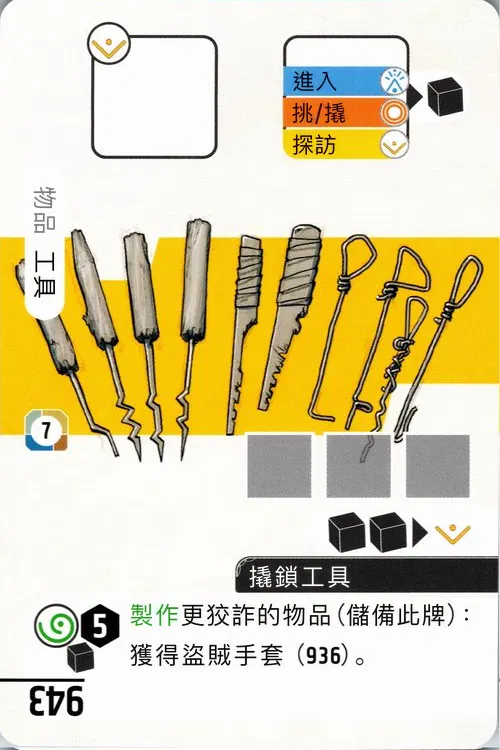 進入
挑/撬
探訪
物品 工具
7
撬鎖工具
5 製作更狡詐的物品(儲備此牌):
獲得盜賊手套 (936)。
943